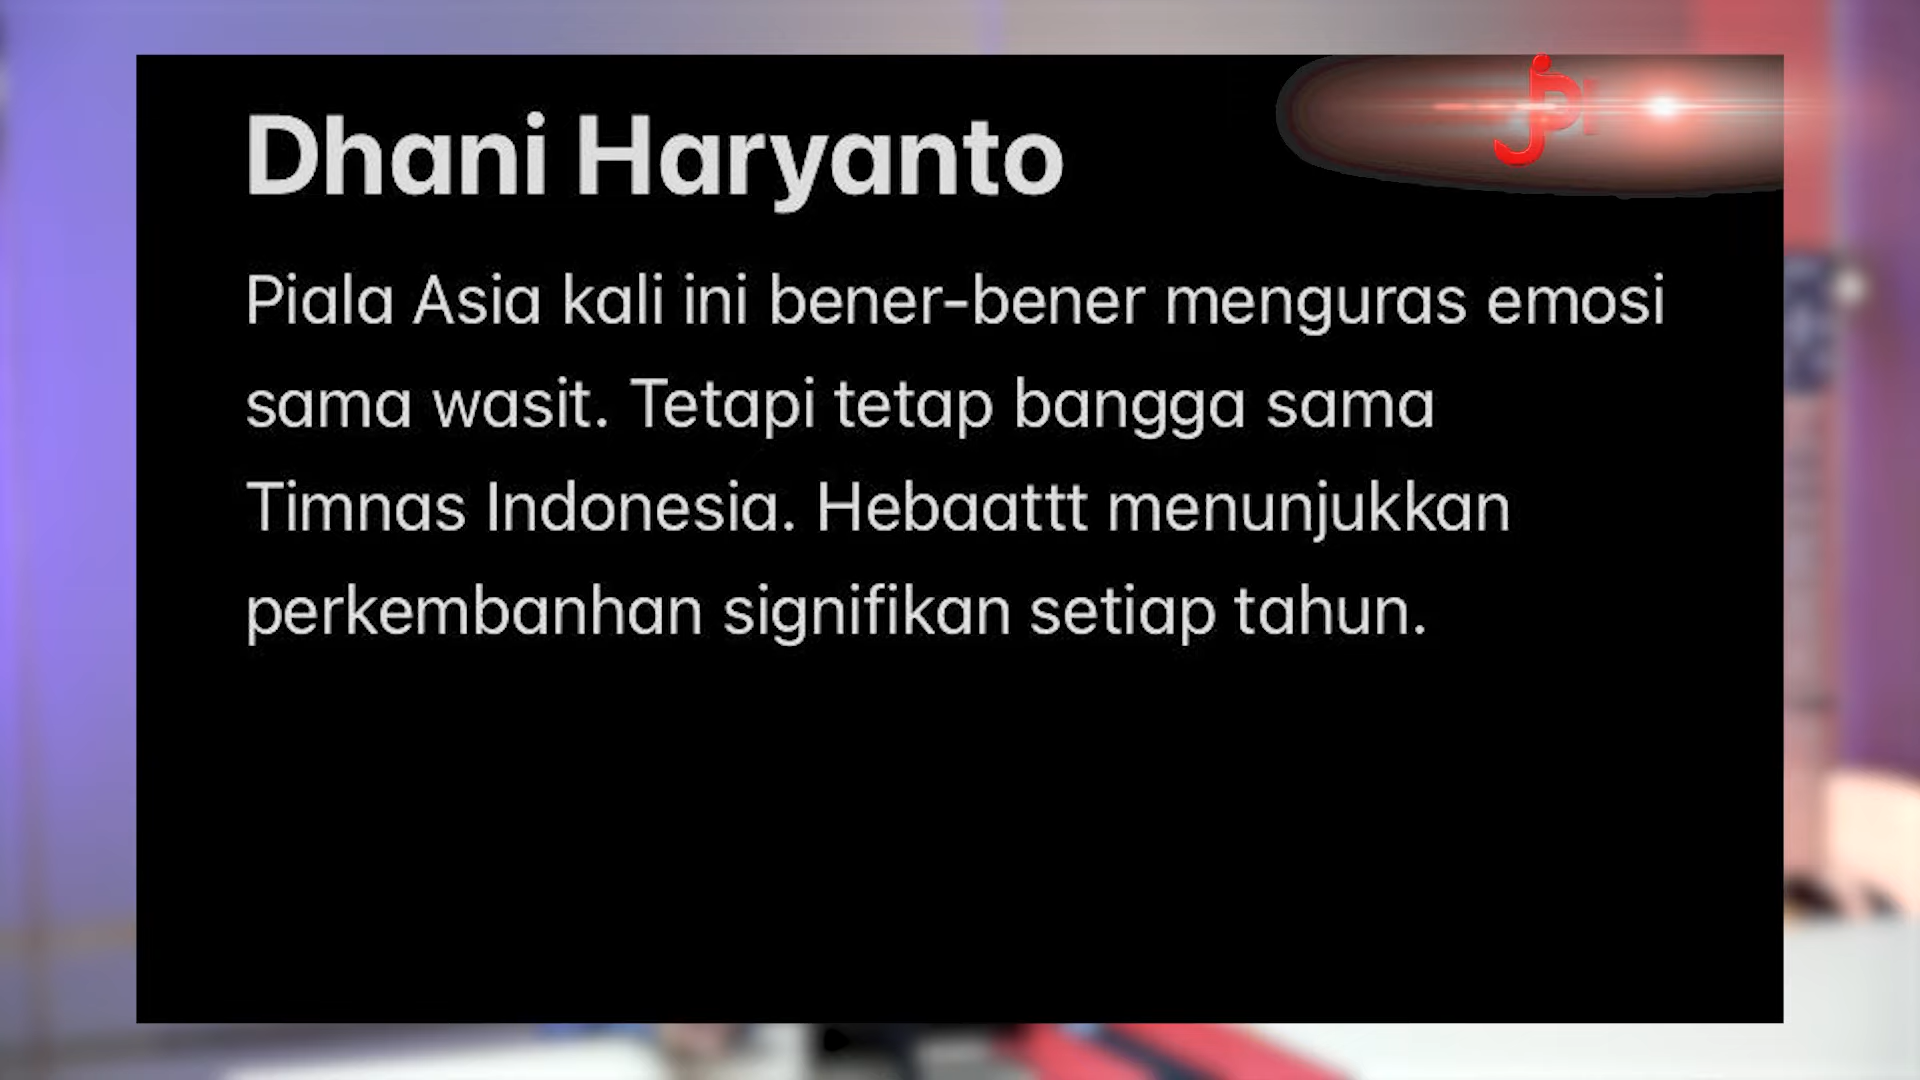 Dhani Haryanto
Piala Asia kali ini bener-bener menguras emosi
sama wasit. Tetapi tetap bangga sama
Timnas Indonesia. Hebaattt menunjukkan
perkembanhan signifikan setiap tahun.